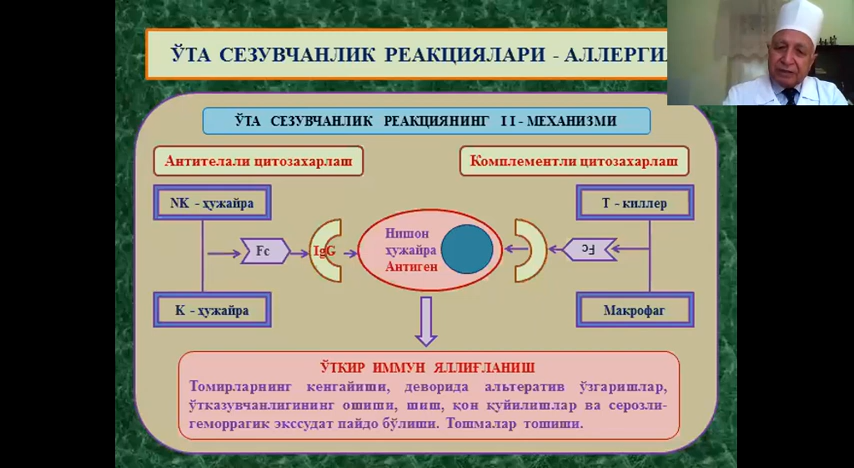 ЎТА СЕЗУВЧАНЛИК РЕАКЦИЯЛАРИ - АЛЛЕРГИЯ
ЎТА СЕЗУВЧАНЛИК РЕАКЦИЯНИНГ II - МЕХАНИЗМИ
Антителали цитозахарлаш
Комплементли цитозахарлаш
NK - ҳужайра
Т - киллер
Fc
IgG
Нишон
ҳужайра
Антиген
Fc
К - ҳужайра
Макрофаг
ЎТКИР ИММУН ЯЛЛИҒЛАНИШ
Томирларнинг кенгайиши, деворида альтератив ўзгаришлар,
ўтказувчанлигининг ошиши, шиш, қон қуйилишлар ва серозли-
геморрагик экссудат пайдо бўлиши. Тошмалар тошиши.